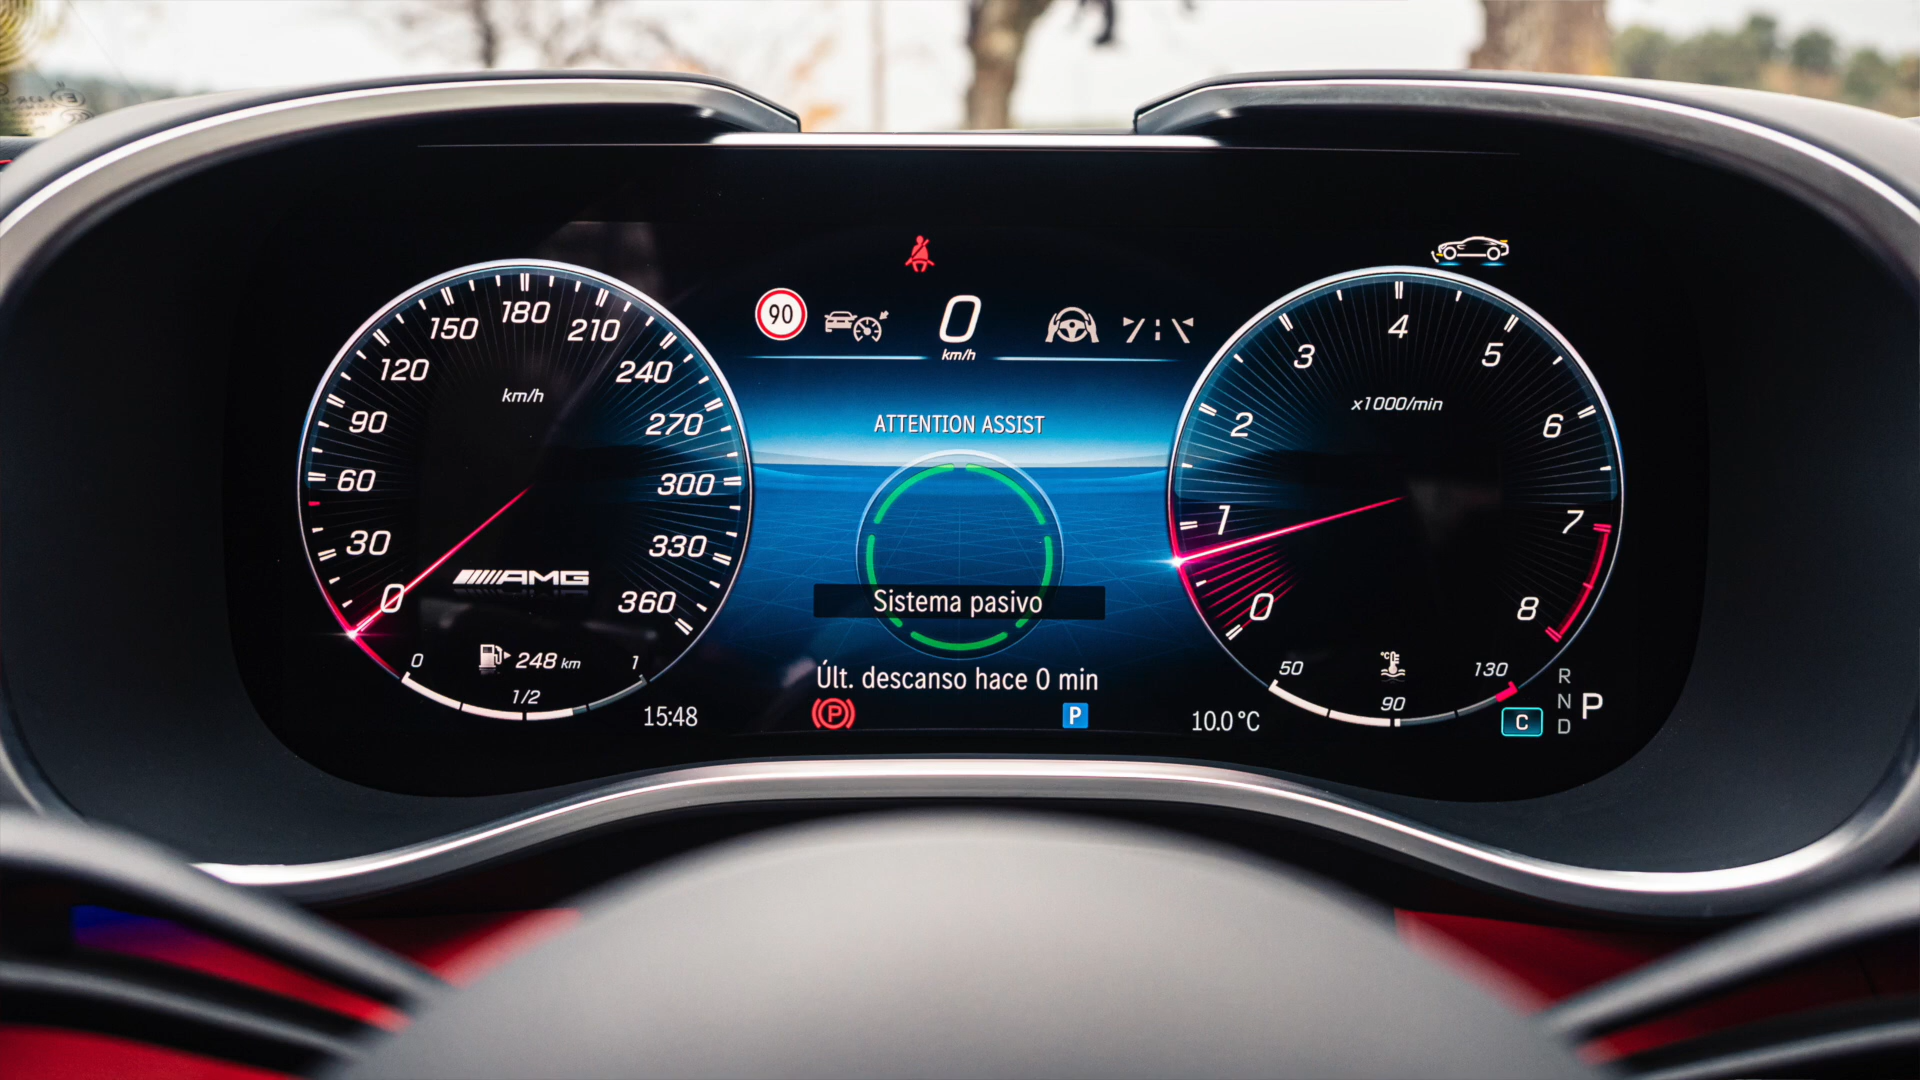 90
0
km/h
180
150
210
120
240
km/h
90
270
60
300
30
330
AMG
0
360
0
248 km
1
1/2
15:48
ATTENTION ASSIST
Sistema pasivo
Últ. descanso hace 0 min
P
P
4
3
5
x1000/min
2
6
1
7
0
8
50
°C
130
90
10.0 °C
C
R
N
D
P